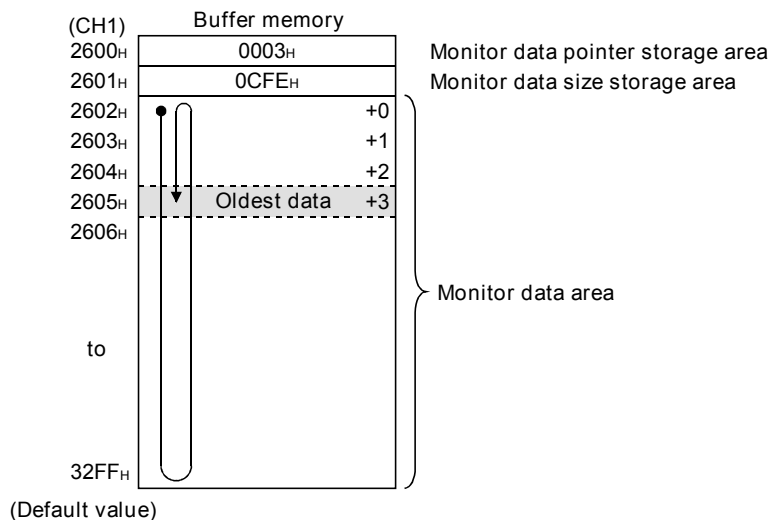 (CH1) Buffer memory
2600H 0003H Monitor data pointer storage area
2601H 0CFEH Monitor data size storage area
2602H +0
2603H +1
2604H +2
2605H Oldest data +3
2606H
Monitor data area
to
32FFH
(Default value)